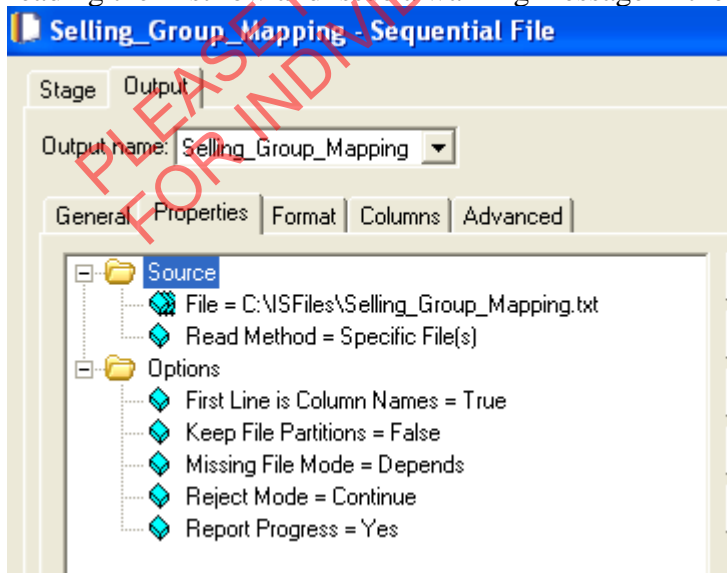 Selling_Group_Mapping - Sequential File
Stage Output
Output name: Selling_Group_Mapping
General Properties Format Columns Advanced
Source
File = C:\ISFiles\Selling_Group_Mapping.txt
Read Method = Specific File(s)
Options
First Line is Column Names = True
Keep File Partitions = False
Missing File Mode = Depends
Reject Mode = Continue
Report Progress = Yes
PLEASE
FOR INDIVI